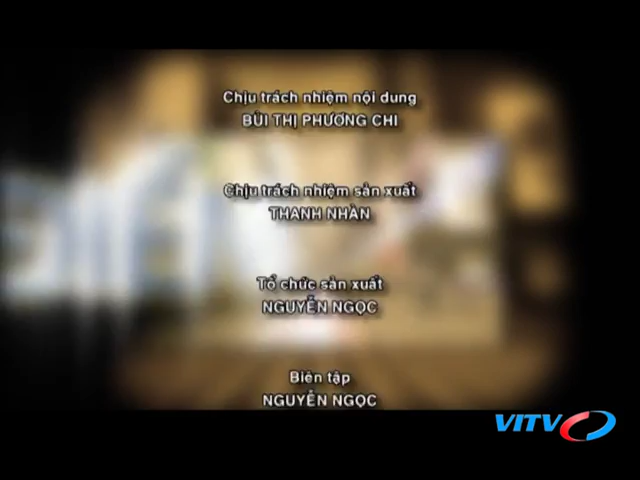 Chịu trách nhiệm nội dung
BÙI THỊ PHƯƠNG CHI
Chịu trách nhiệm sản xuất
THANH NHÀN
Tổ chức sản xuất
NGUYỄN NGỌC
Biên tập
NGUYỄN NGỌC
VITV